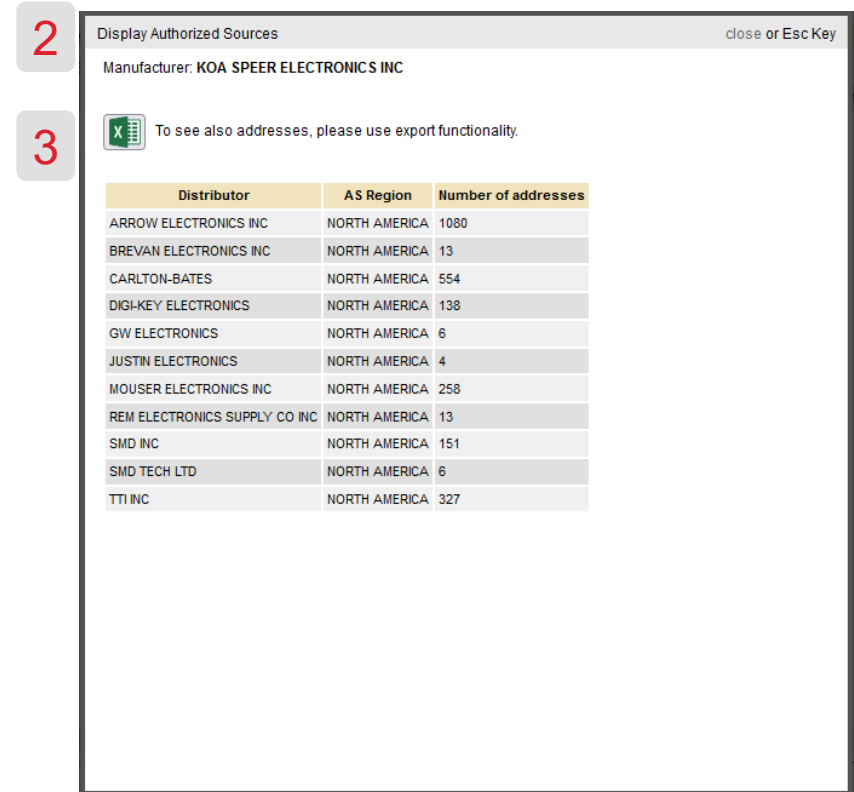 2
Display Authorized Sources close or Esc Key
Manufacturer: KOA SPEER ELECTRONICS INC
3
To see also addresses, please use export functionality.
Distributor AS Region Number of addresses
ARROW ELECTRONICS INC NORTH AMERICA 1080
BREVAN ELECTRONICS INC NORTH AMERICA 13
CARLTON-BATES NORTH AMERICA 554
DIGI-KEY ELECTRONICS NORTH AMERICA 138
GW ELECTRONICS NORTH AMERICA 6
JUSTIN ELECTRONICS NORTH AMERICA 4
MOUSER ELECTRONICS INC NORTH AMERICA 258
REM ELECTRONICS SUPPLY CO INC NORTH AMERICA 13
SMD INC NORTH AMERICA 151
SMD TECH LTD NORTH AMERICA 6
TTI INC NORTH AMERICA 327